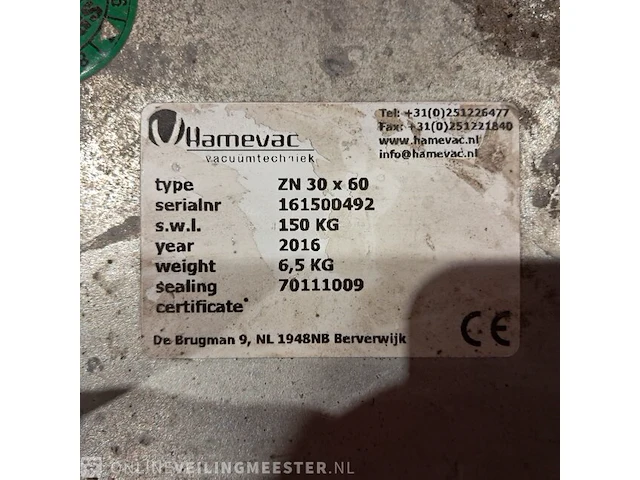 Hamevac
vacuumtechniek
Tel: +31(0)251226477
Fax: +31(0)251221840
www.hamevac.nl
info@hamevac.nl
type ZN 30 x 60
serialnr 161500492
s.w.l. 150 KG
year 2016
weight 6,5 KG
sealing 70111009
certificate*
De Brugman 9, NL 1948NB Berverwijk
CE
ONLINEVEILINGMEESTER.NL